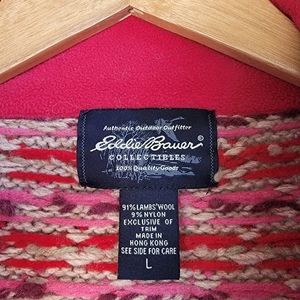 Authentic Outdoor Outfitter
Eddie Bauer®
COLLECTIBLES
100% Quality Goods
91% LAMBS' WOOL
9% NYLON
EXCLUSIVE OF
TRIM
MADE IN
HONG KONG
SEE SIDE FOR CARE
L